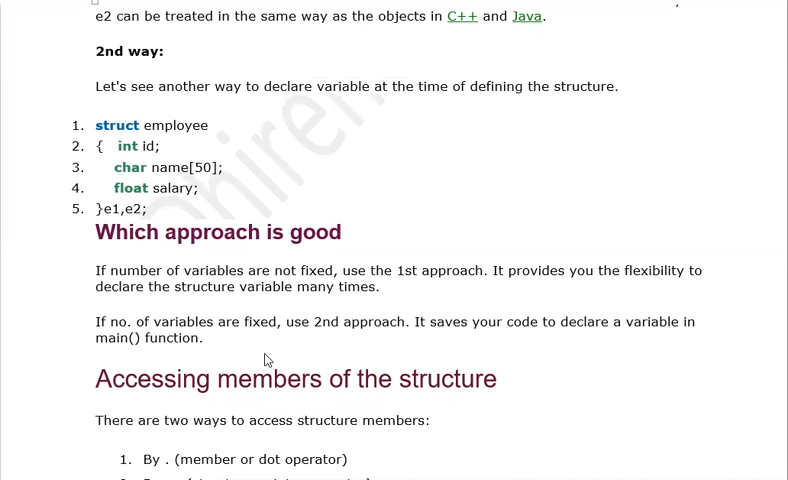 e2 can be treated in the same way as the objects in C++ and Java.
2nd way:
Let's see another way to declare variable at the time of defining the structure.
1. struct employee
2. { int id;
3. char name[50];
4. float salary;
5. }e1,e2;
Which approach is good
If number of variables are not fixed, use the 1st approach. It provides you the flexibility to
declare the structure variable many times.
If no. of variables are fixed, use 2nd approach. It saves your code to declare a variable in
main() function.
Accessing members of the structure
There are two ways to access structure members:
1. By . (member or dot operator)